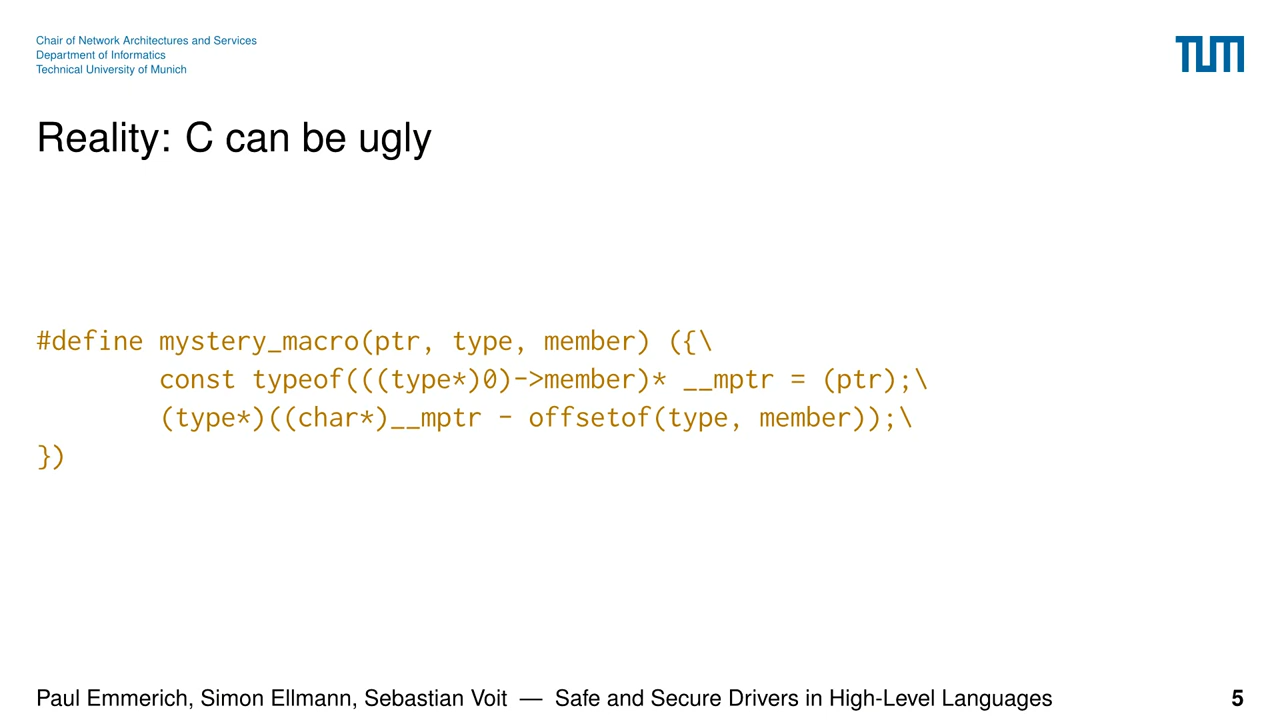 Chair of Network Architectures and Services
Department of Informatics
Technical University of Munich
TUM
Reality: C can be ugly
#define mystery_macro(ptr, type, member) ({\
        const typeof(((type*)0)->member)* __mptr = (ptr);\
        (type*)((char*)__mptr - offsetof(type, member));\
})
Paul Emmerich, Simon Ellmann, Sebastian Voit — Safe and Secure Drivers in High-Level Languages 5